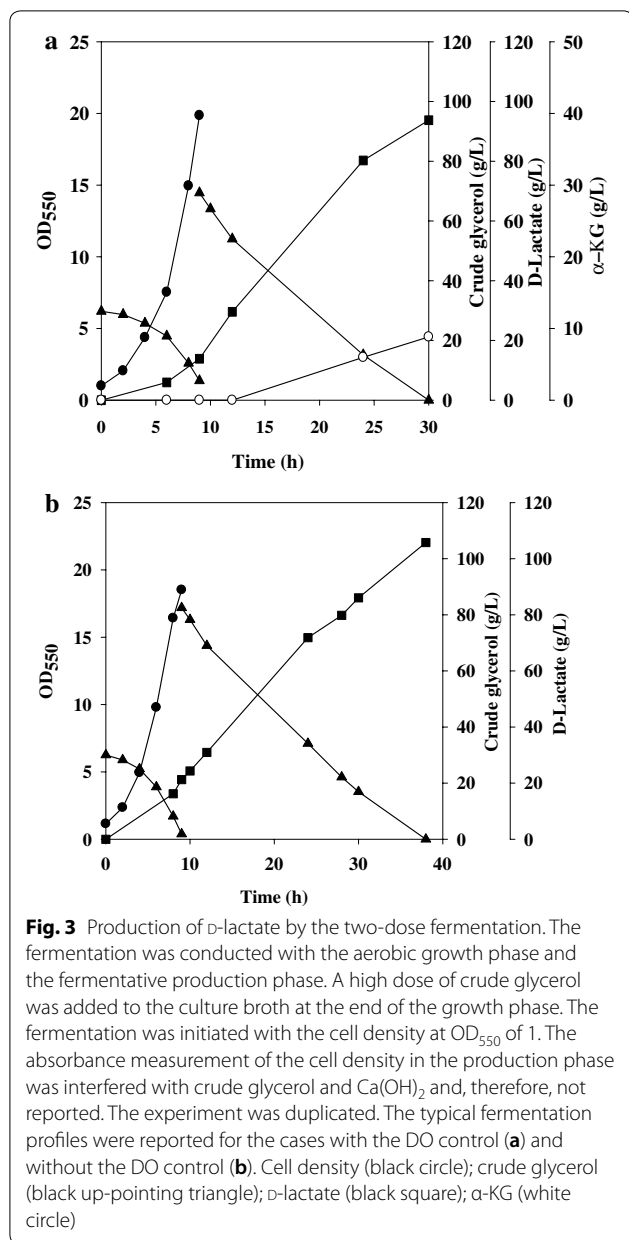 a
25
20
15
10
5
0
OD550
0 5 10 15 20 25 30
Time (h)
120
100
80
60
40
20
0
Crude glycerol (g/L)
120
100
80
60
40
20
0
D-Lactate (g/L)
50
40
30
20
10
0
α–KG (g/L)
b
25
20
15
10
5
0
OD550
0 10 20 30 40
Time (h)
120
100
80
60
40
20
0
Crude glycerol (g/L)
120
100
80
60
40
20
0
D-Lactate (g/L)
Fig. 3 Production of D-lactate by the two-dose fermentation. The
fermentation was conducted with the aerobic growth phase and
the fermentative production phase. A high dose of crude glycerol
was added to the culture broth at the end of the growth phase. The
fermentation was initiated with the cell density at OD550 of 1. The
absorbance measurement of the cell density in the production phase
was interfered with crude glycerol and Ca(OH)2 and, therefore, not
reported. The experiment was duplicated. The typical fermentation
profiles were reported for the cases with the DO control (a) and
without the DO control (b). Cell density (black circle); crude glycerol
(black up-pointing triangle); D-lactate (black square); α-KG (white
circle)